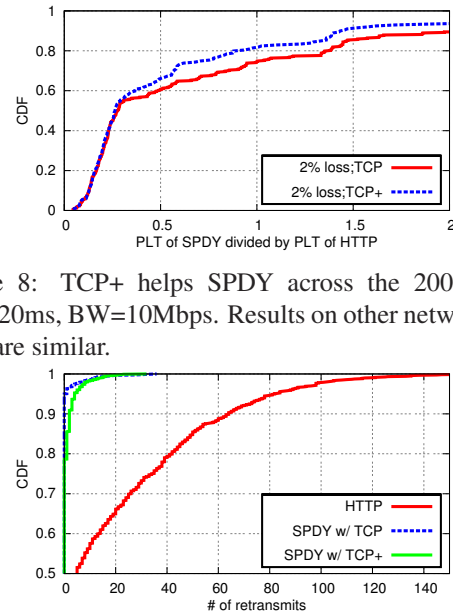 1
0.8
0.6
0.4
0.2
0
CDF
2% loss;TCP
2% loss;TCP+
0 0.5 1 1.5 2
PLT of SPDY divided by PLT of HTTP
8: TCP+ helps SPDY across the 200
20ms, BW=10Mbps. Results on other
are similar.
1
0.9
0.8
0.7
0.6
0.5
CDF
HTTP
SPDY w/ TCP
SPDY w/ TCP+
0 20 40 60 80 100 120 140
# of retransmits